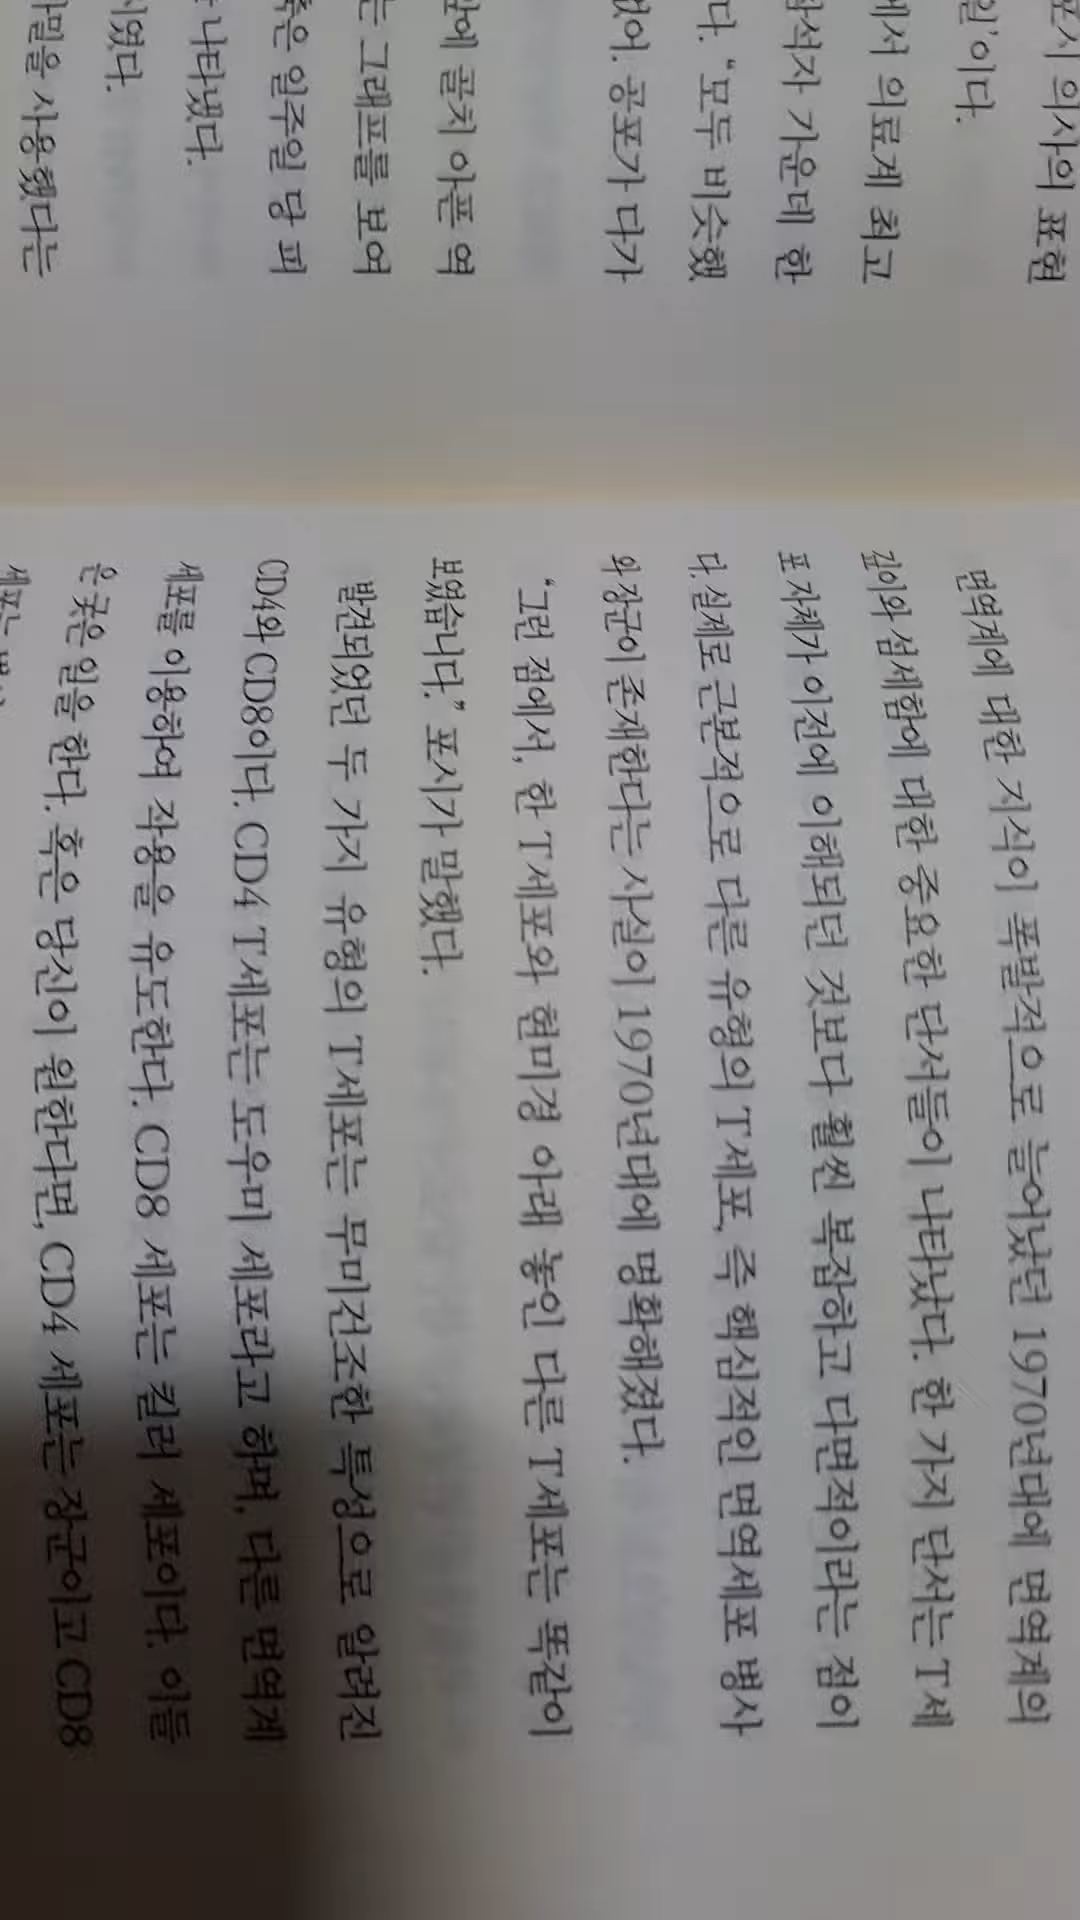 포시 의사의 표현
일'이다.
에서 의료계 최고
참석자 가운데 한
다. “모두 비슷했
없어. 공포가 다가
에 골치 아픈 역
는 그래프를 보여
혹은 일주일 당 피
나타냈다.
이었다.
사용했다는
면역계에 대한 지식이 폭발적으로 늘어났던 1970년대에 면역계의
깊이와 섬세함에 대한 중요한 단서들이 나타났다. 한 가지 단서는 T세
포 자체가 이전에 이해되던 것보다 훨씬 복잡하고 다면적이라는 점이
다. 실제로 근본적으로 다른 유형의 T세포, 즉 핵심적인 면역세포 병사
와 장군이 존재한다는 사실이 1970년대에 명확해졌다.
“그런 점에서, 한 T세포와 현미경 아래 놓인 다른 T세포는 똑같이
보였습니다.” 포시가 말했다.
발견되었던 두 가지 유형의 T세포는 무미건조한 특성으로 알려진
CD4와 CD8이다. CD4 T세포는 도우미 세포라고 하며, 다른 면역계
세포를 이용하여 작용을 유도한다. CD8 세포는 킬러 세포이다. 이들
은 궂은 일을 한다. 혹은 당신이 원한다면, CD4 세포는 장군이고 CD8
세포는